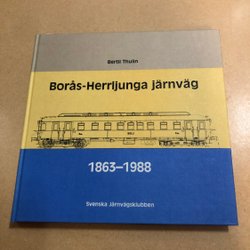 Bertil Thulin
Borås-Herrljunga järnväg
1863–1988
Svenska Järnvägsklubben